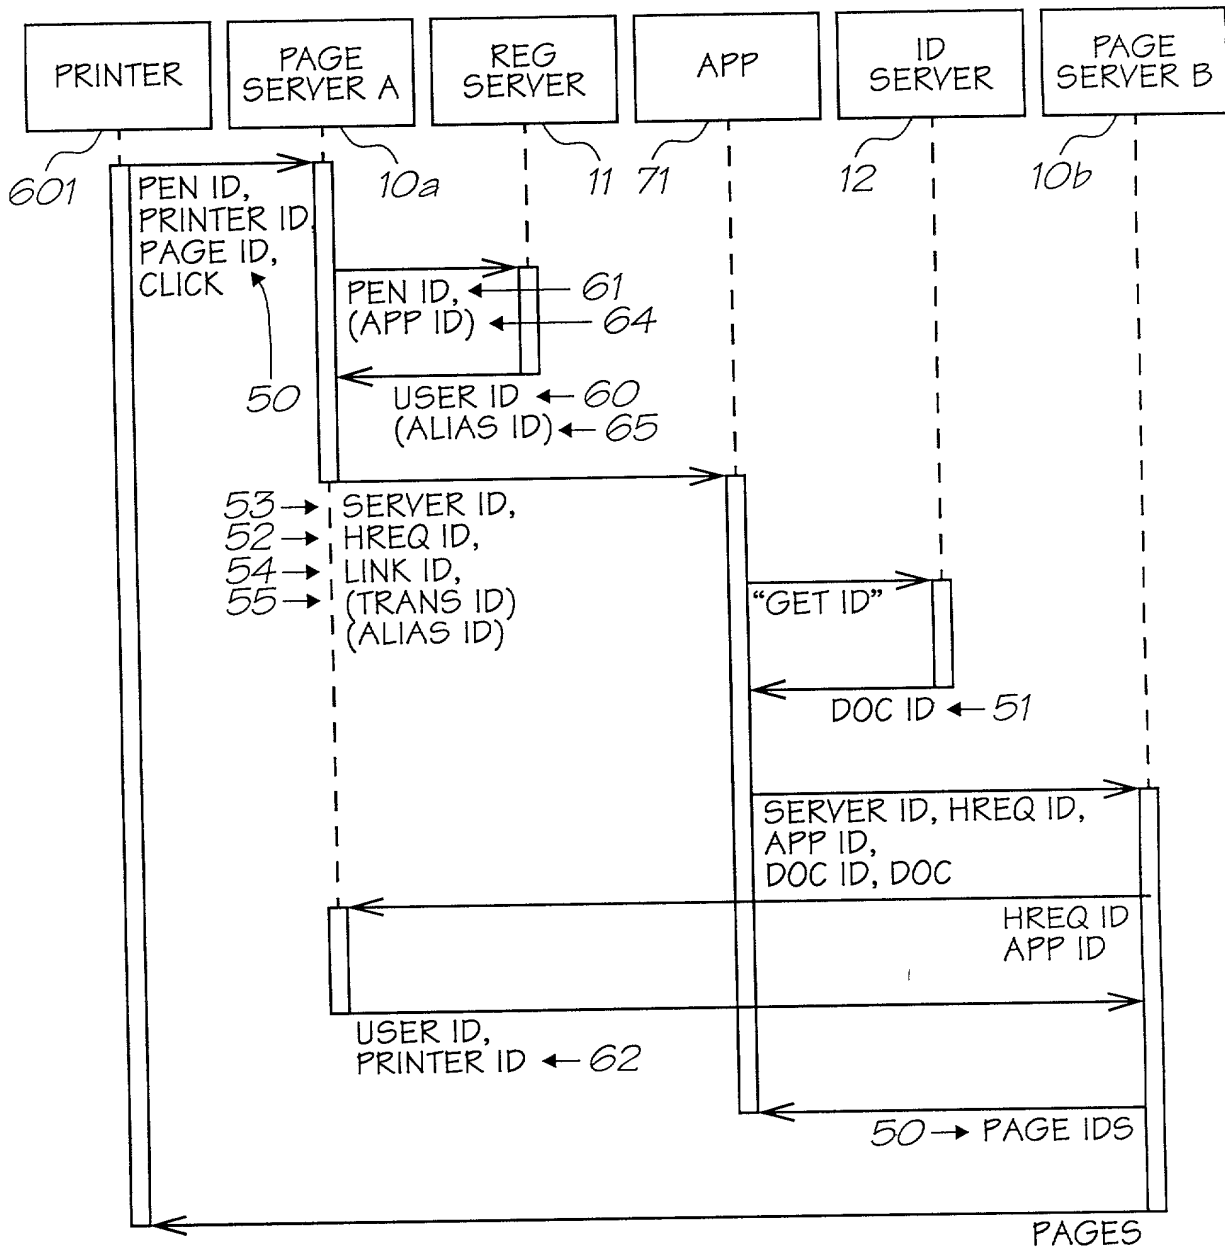 PRINTER
PAGE
SERVER A
REG
SERVER
APP
ID
SERVER
PAGE
SERVER B
601
10a
11
71
12
10b
PEN ID,
PRINTER ID,
PAGE ID,
CLICK
50
PEN ID,
61
(APP ID)
64
USER ID
60
(ALIAS ID)
65
53
SERVER ID,
52
HREQ ID,
54
LINK ID,
55
(TRANS ID)
(ALIAS ID)
"GET ID"
DOC ID
51
SERVER ID, HREQ ID,
APP ID,
DOC ID, DOC
HREQ ID
APP ID
USER ID,
PRINTER ID
62
50
PAGE IDS
PAGES